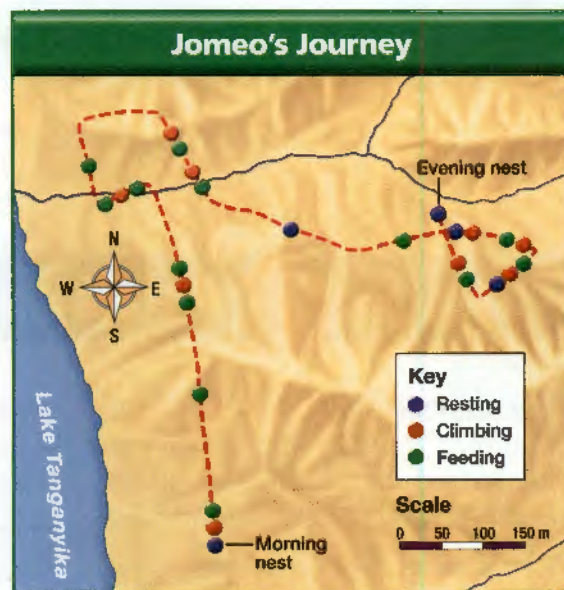 Jomeo's Journey
Evening nest
N
W E
S
Key
Resting
Climbing
Feeding
Lake Tanganyika
Scale
0 50 100 150 m
Morning
nest